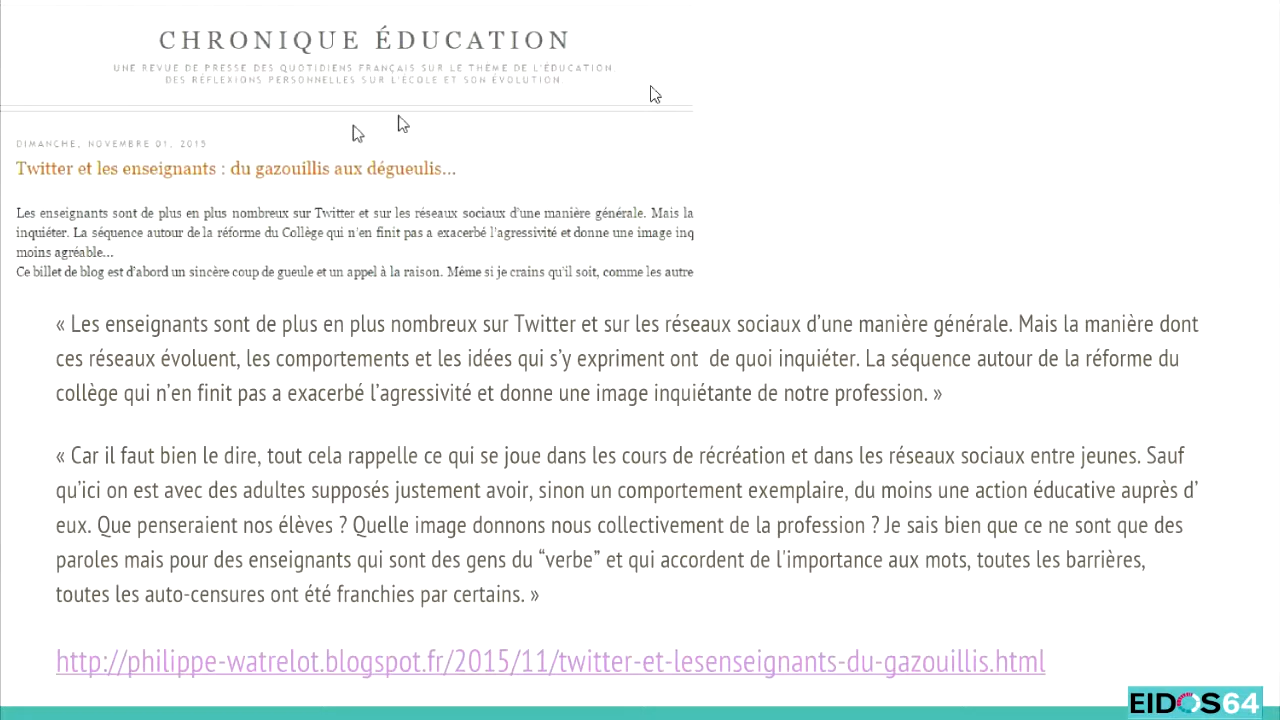 CHRONIQUE ÉDUCATION
UNE REVUE DE PRESSE DES QUOTIDIENS FRANÇAIS SUR LE THÈME DE L'ÉDUCATION.
DES RÉFLEXIONS PERSONNELLES SUR L'ÉCOLE ET SON ÉVOLUTION
DIMANCHE, NOVEMBRE 01, 2015
Twitter et les enseignants : du gazouillis aux dégueulis...
Les enseignants sont de plus en plus nombreux sur Twitter et sur les réseaux sociaux d'une manière générale. Mais la
inquiéter. La séquence autour de la réforme du Collège qui n'en finit pas a exacerbé l'agressivité et donne une image inq
moins agréable...
Ce billet de blog est d'abord un sincère coup de gueule et un appel à la raison. Même si je crains qu'il soit, comme les autre
« Les enseignants sont de plus en plus nombreux sur Twitter et sur les réseaux sociaux d’une manière générale. Mais la manière dont
ces réseaux évoluent, les comportements et les idées qui s’y expriment ont de quoi inquiéter. La séquence autour de la réforme du
collège qui n’en finit pas a exacerbé l’agressivité et donne une image inquiétante de notre profession. »
« Car il faut bien le dire, tout cela rappelle ce qui se joue dans les cours de récréation et dans les réseaux sociaux entre jeunes. Sauf
qu’ici on est avec des adultes supposés justement avoir, sinon un comportement exemplaire, du moins une action éducative auprès d’
eux. Que penseraient nos élèves ? Quelle image donnons nous collectivement de la profession ? Je sais bien que ce ne sont que des
paroles mais pour des enseignants qui sont des gens du “verbe” et qui accordent de l'importance aux mots, toutes les barrières,
toutes les auto-censures ont été franchies par certains. »
http://philippe-watrelot.blogspot.fr/2015/11/twitter-et-lesenseignants-du-gazouillis.html
EIDOS64